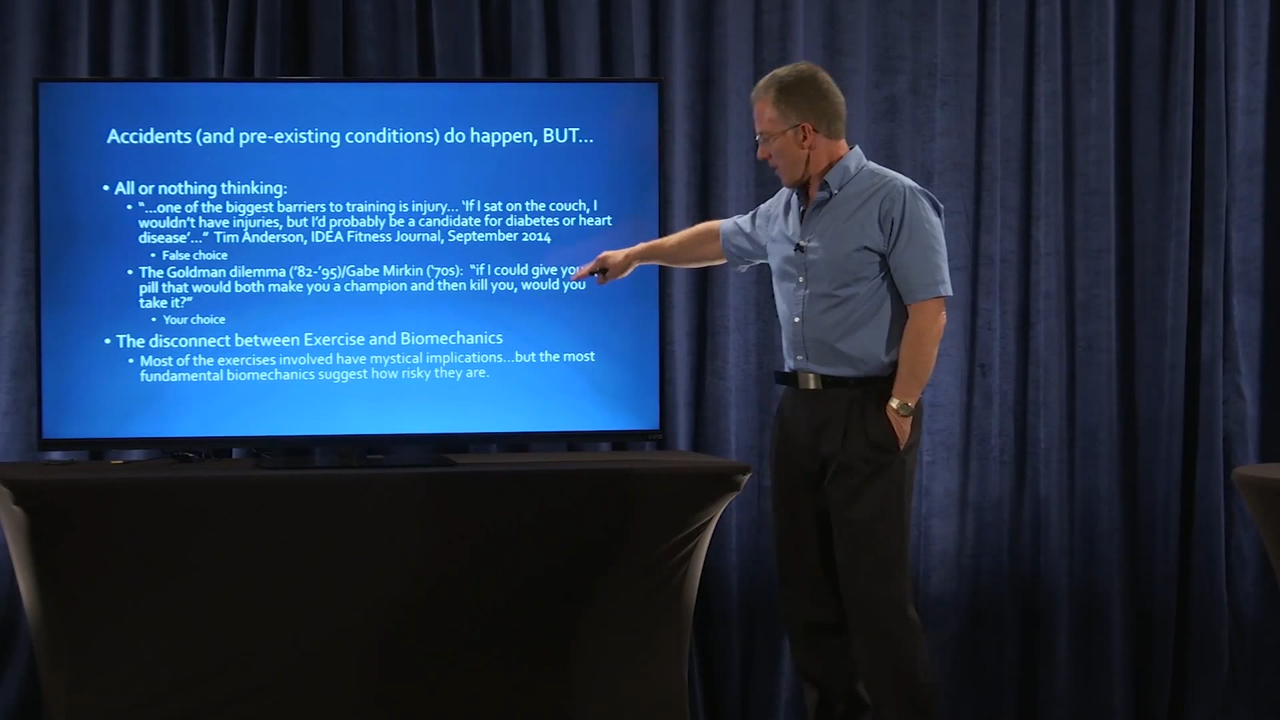 Accidents (and pre-existing conditions) do happen, BUT...
• All or nothing thinking:
• "...one of the biggest barriers to training is injury... 'If I sat on the couch, I
wouldn't have injuries, but I'd probably be a candidate for diabetes or heart
disease'..." Tim Anderson, IDEA Fitness Journal, September 2014
• False choice
• The Goldman dilemma ('82-'95)/Gabe Mirkin ('70s): "if I could give you
pill that would both make you a champion and then kill you, would you
take it?"
• Your choice
• The disconnect between Exercise and Biomechanics
• Most of the exercises involved have mystical implications...but the most
fundamental biomechanics suggest how risky they are.